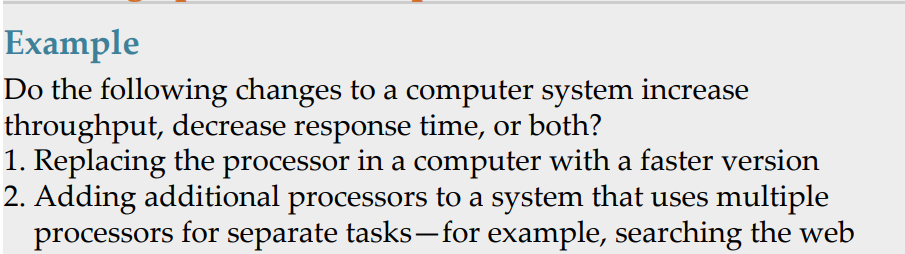 Example
Do the following changes to a computer system increase
throughput, decrease response time, or both?
1. Replacing the processor in a computer with a faster version
2. Adding additional processors to a system that uses multiple
processors for separate tasks—for example, searching the web